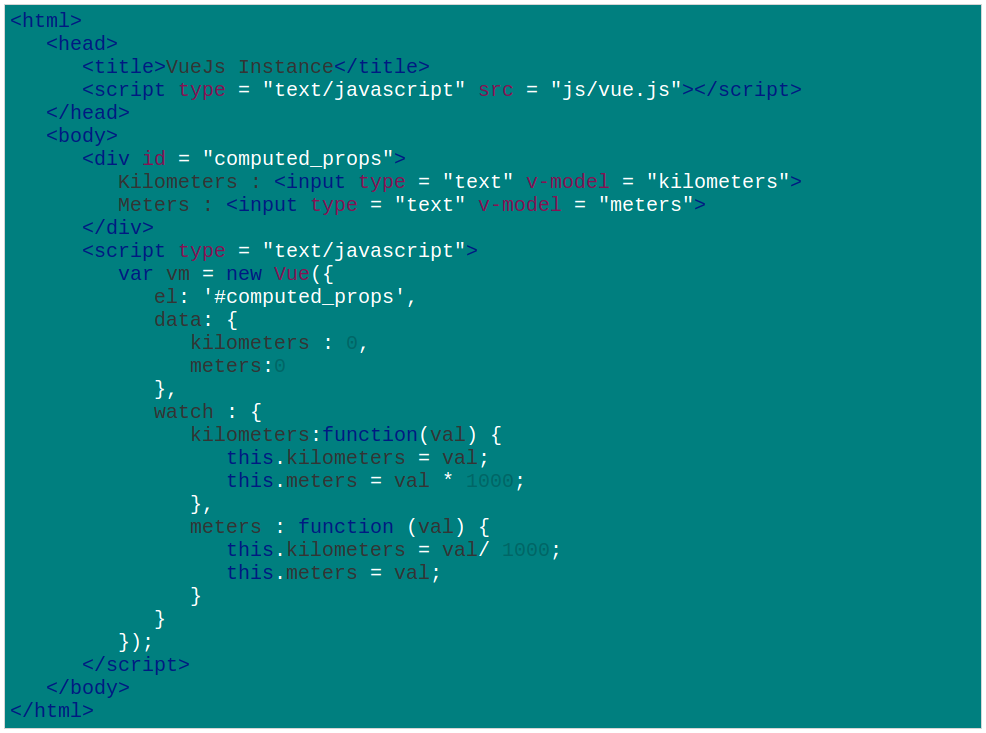 <html>
   <head>
      <title>VueJs Instance</title>
      <script type = "text/javascript" src = "js/vue.js"></script>
   </head>
   <body>
      <div id = "computed_props">
         Kilometers : <input type = "text" v-model = "kilometers">
         Meters : <input type = "text" v-model = "meters">
      </div>
      <script type = "text/javascript">
         var vm = new Vue({
            el: '#computed_props',
            data: {
               kilometers : 0,
               meters:0
            },
            watch : {
               kilometers:function(val) {
                  this.kilometers = val;
                  this.meters = val * 1000;
               },
               meters : function (val) {
                  this.kilometers = val/ 1000;
                  this.meters = val;
               }
            }
         });
      </script>
   </body>
</html>